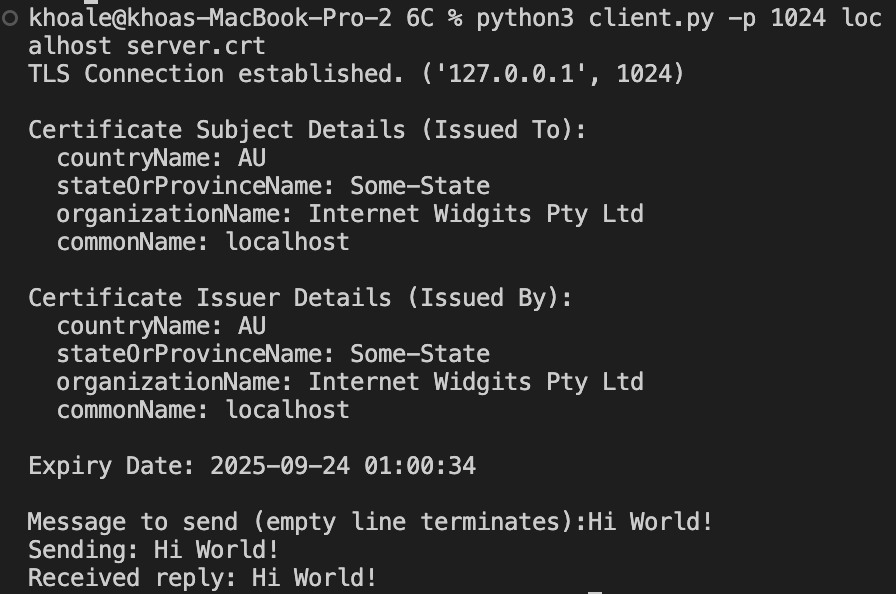 khoale@khoas-MacBook-Pro-2 6C % python3 client.py -p 1024 loc
alhost server.crt
TLS Connection established. ('127.0.0.1', 1024)
Certificate Subject Details (Issued To):
  countryName: AU
  stateOrProvinceName: Some-State
  organizationName: Internet Widgits Pty Ltd
  commonName: localhost
Certificate Issuer Details (Issued By):
  countryName: AU
  stateOrProvinceName: Some-State
  organizationName: Internet Widgits Pty Ltd
  commonName: localhost
Expiry Date: 2025-09-24 01:00:34
Message to send (empty line terminates):Hi World!
Sending: Hi World!
Received reply: Hi World!